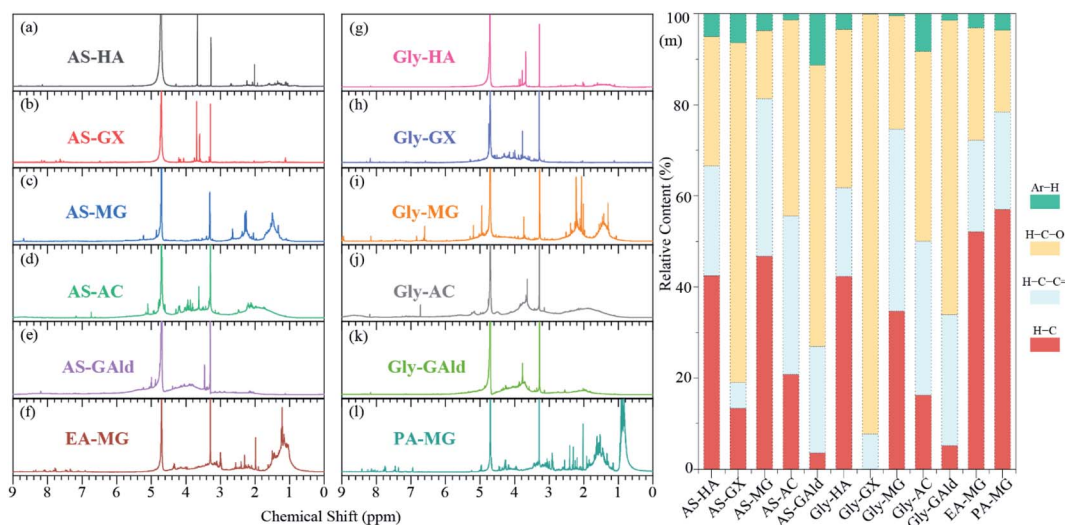 (a)
AS-HA
(b)
AS-GX
(c)
AS-MG
(d)
AS-AC
(e)
AS-GAld
(f)
EA-MG
9 8 7 6 5 4 3 2 1 0
(g)
Gly-HA
(h)
Gly-GX
(i)
Gly-MG
(j)
Gly-AC
(k)
Gly-GAld
(l)
PA-MG
9 8 7 6 5 4 3 2 1 0
Chemical Shift (ppm)
(m)
100
80
60
40
20
0
Relative Content (%)
AS-HA
AS-GX
AS-MG
AS-AC
AS-GAld
Gly-HA
Gly-GX
Gly-MG
Gly-AC
Gly-GAld
EA-MG
PA-MG
Ar−H
H−C−O
H−C−C=
H−C